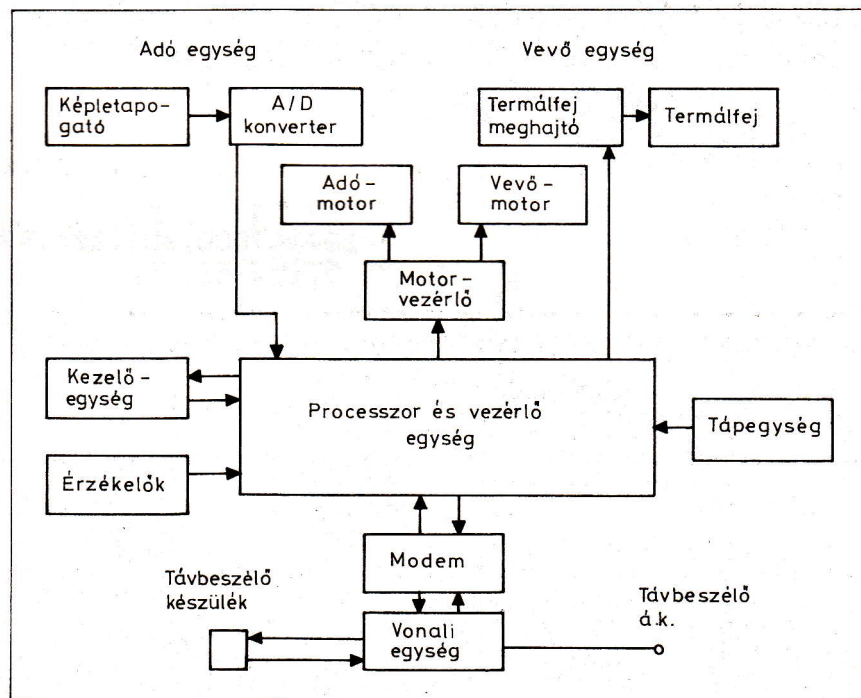 Adó egység
Vevő egység
Képletapo-
gató
A/D
konverter
Termálfej
meghajtó
Termálfej
Adó-
motor
Vevő-
motor
Motor-
vezérlő
Kezelő-
egység
Processzor és vezérlő
egység
Tápegység
Érzékelők
Modem
Távbeszélő
készülék
Vonali
egység
Távbeszélő
á.k.